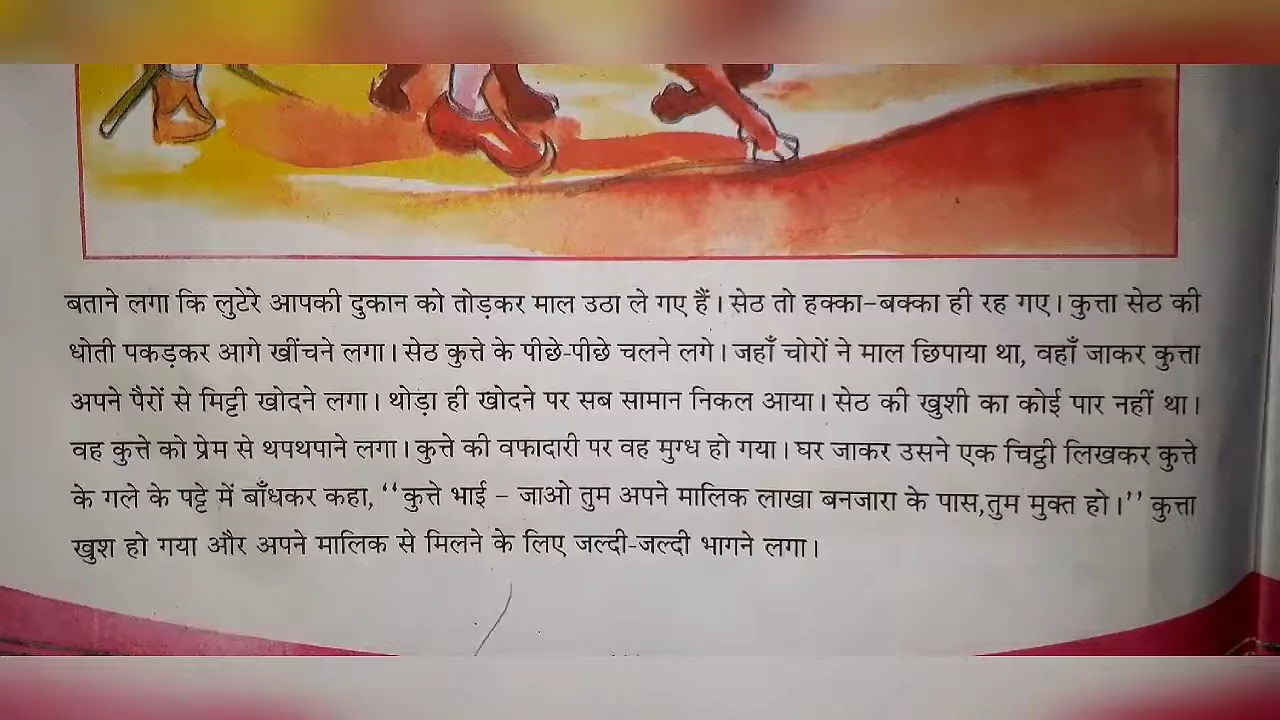 बताने लगा कि लुटेरे आपकी दुकान को तोड़कर माल उठा ले गए हैं। सेठ तो हक्का-बक्का ही रह गए। कुत्ता सेठ की
धोती पकड़कर आगे खींचने लगा। सेठ कुत्ते के पीछे-पीछे चलने लगे। जहाँ चोरों ने माल छिपाया था, वहाँ जाकर कुत्ता
अपने पैरों से मिट्टी खोदने लगा। थोड़ा ही खोदने पर सब सामान निकल आया। सेठ की खुशी का कोई पार नहीं था।
वह कुत्ते को प्रेम से थपथपाने लगा। कुत्ते की वफादारी पर वह मुग्ध हो गया। घर जाकर उसने एक चिट्ठी लिखकर कुत्ते
के गले के पट्टे में बाँधकर कहा, ‘‘कुत्ते भाई – जाओ तुम अपने मालिक लाखा बनजारा के पास,तुम मुक्त हो।’’ कुत्ता
खुश हो गया और अपने मालिक से मिलने के लिए जल्दी-जल्दी भागने लगा।